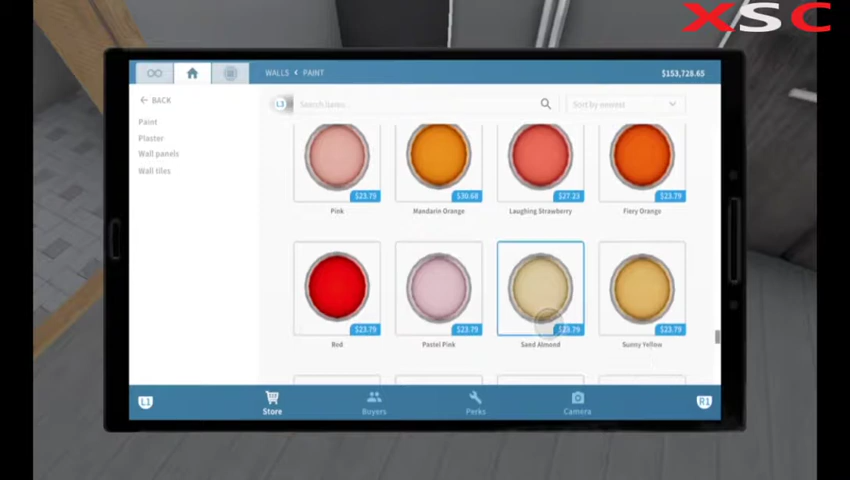 XSC
WALLS < PAINT
$153,728.65
BACK
L3
Search items...
Sort by newest
Paint
Plaster
Wall panels
Wall tiles
$23.79
$30.68
$27.23
$23.79
Pink
Mandarin Orange
Laughing Strawberry
Fiery Orange
$23.79
$23.79
$23.79
$23.79
Red
Pastel Pink
Sand Almond
Sunny Yellow
L1
Store
Buyers
Perks
Camera
R1